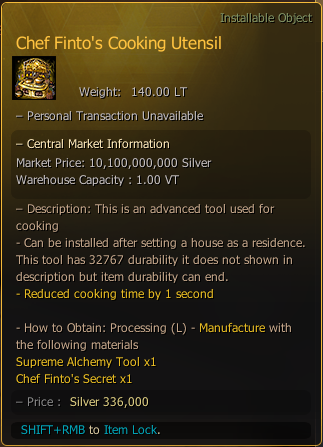 Installable Object
Chef Finto's Cooking Utensil
Weight: 140.00 LT
– Personal Transaction Unavailable
– Central Market Information
Market Price: 10,100,000,000 Silver
Warehouse Capacity : 1.00 VT
– Description: This is an advanced tool used for
cooking
- Can be installed after setting a house as a residence.
This tool has 32767 durability it does not shown in
description but item durability can end.
- Reduced cooking time by 1 second
- How to Obtain: Processing (L) - Manufacture with
the following materials
Supreme Alchemy Tool x1
Chef Finto's Secret x1
– Price : Silver 336,000
SHIFT+RMB to Item Lock.